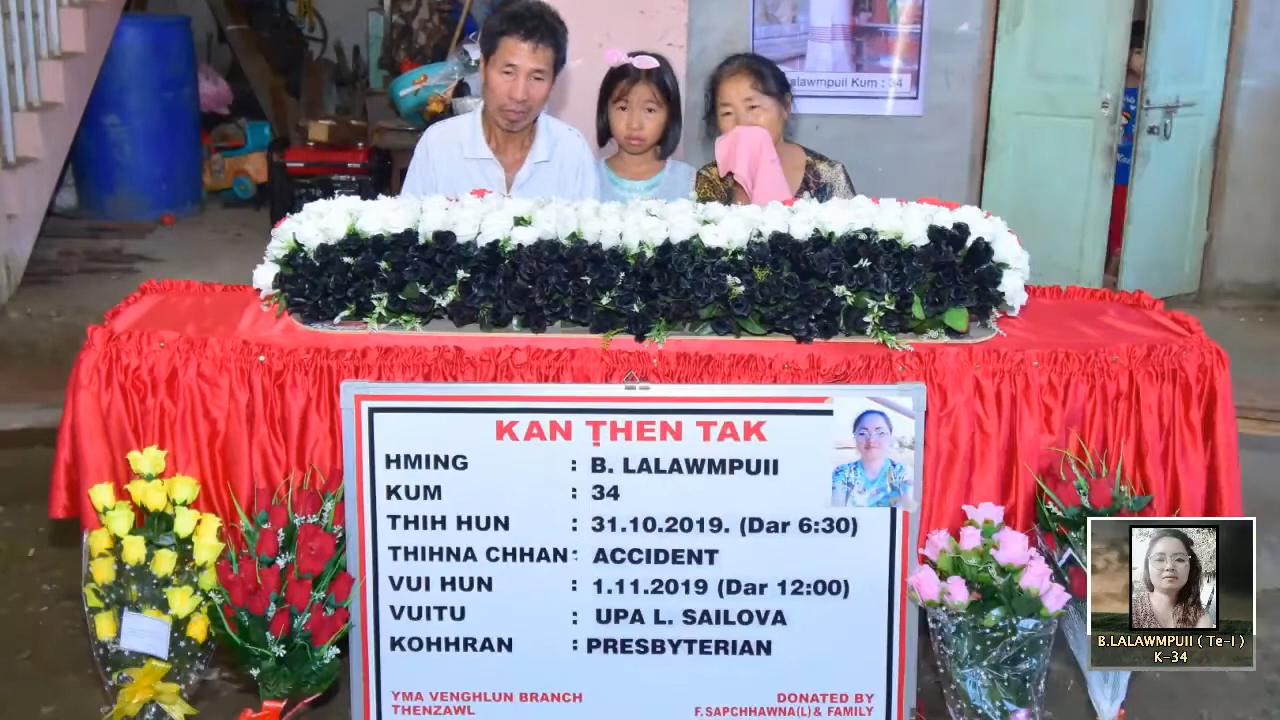 alawmpuii Kum : 34
KAN ṬHEN TAK
HMING : B. LALAWMPUII
KUM : 34
THIH HUN : 31.10.2019. (Dar 6:30)
THIHNA CHHAN : ACCIDENT
VUI HUN : 1.11.2019 (Dar 12:00)
VUITU : UPA L. SAILOVA
KOHHRAN : PRESBYTERIAN
YMA VENGHLUN BRANCH
THENZAWL
DONATED BY
F.SAPCHHAWNA(L) & FAMILY
B.LALAWMPUII ( Te-I )
K-34